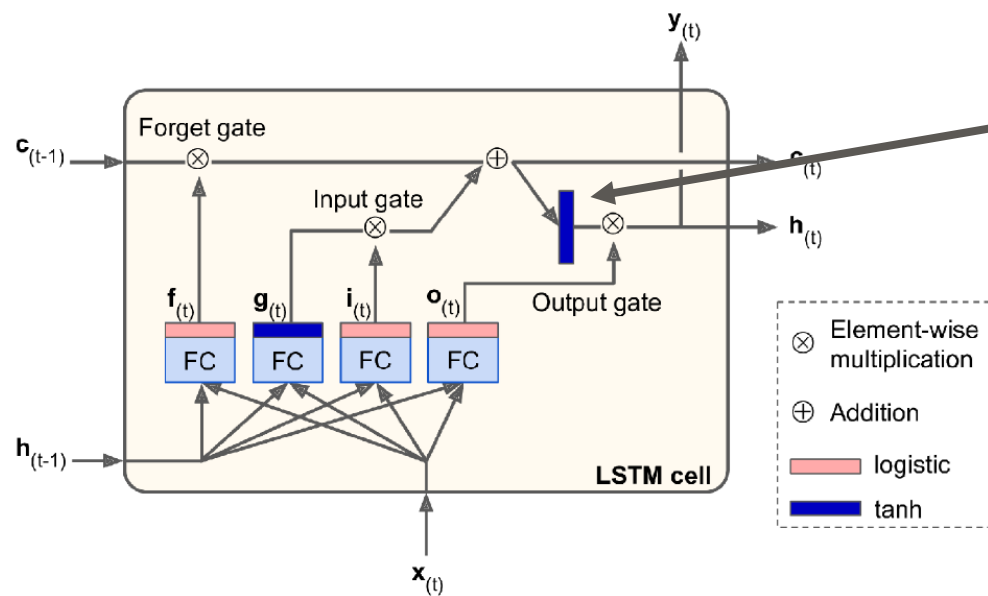 y(t)
Forget gate
c(t-1)
c(t)
Input gate
h(t)
f(t)
g(t)
i(t)
o(t)
Output gate
FC
FC
FC
FC
h(t-1)
LSTM cell
x(t)
Element-wise
multiplication
Addition
logistic
tanh